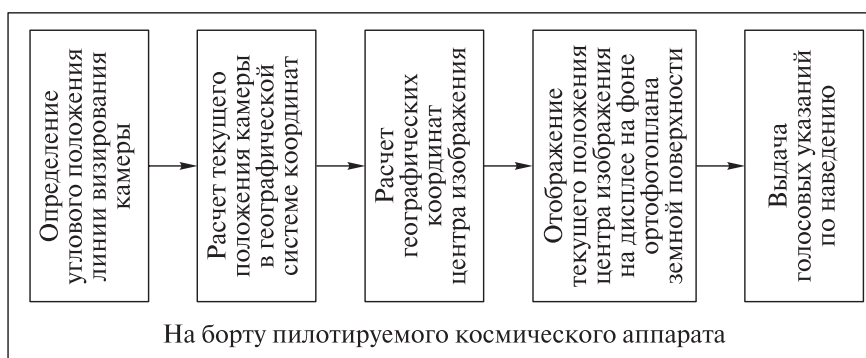 Определение
углового положения
линии визирования
камеры
Расчет текущего
положения камеры
в географической
системе координат
Расчет
географических
координат
центра изображения
Отображение
текущего положения
центра изображения
на дисплее на фоне
ортофотоплана
земной поверхности
Выдача
голосовых указаний
по наведению
На борту пилотируемого космического аппарата